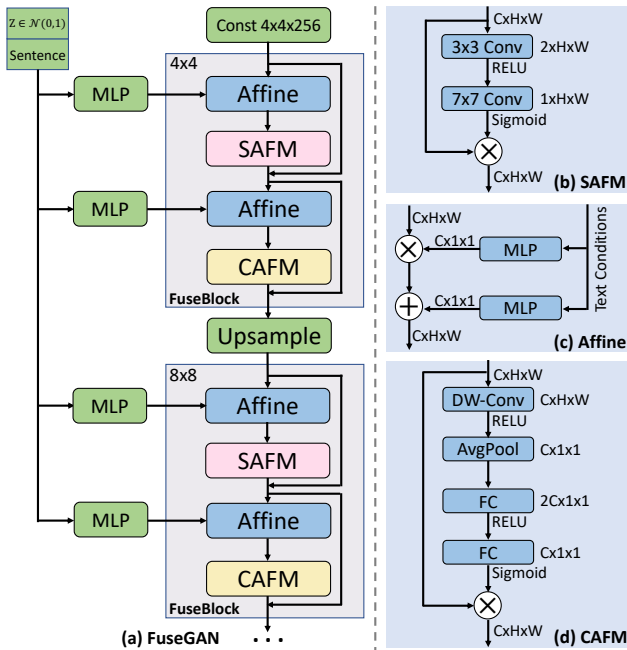 Z ∈ 𝒩(0,1)
Sentence
Const 4x4x256
4x4
MLP
Affine
SAFM
MLP
Affine
CAFM
FuseBlock
Upsample
8x8
MLP
Affine
SAFM
MLP
Affine
CAFM
FuseBlock
(a) FuseGAN
...
CxHxW
3x3 Conv
2xHxW
RELU
7x7 Conv
1xHxW
Sigmoid
CxHxW
(b) SAFM
CxHxW
Cx1x1
MLP
Cx1x1
MLP
Text Conditions
CxHxW
(c) Affine
CxHxW
DW-Conv
CxHxW
RELU
AvgPool
Cx1x1
FC
2Cx1x1
RELU
FC
Cx1x1
Sigmoid
CxHxW
(d) CAFM